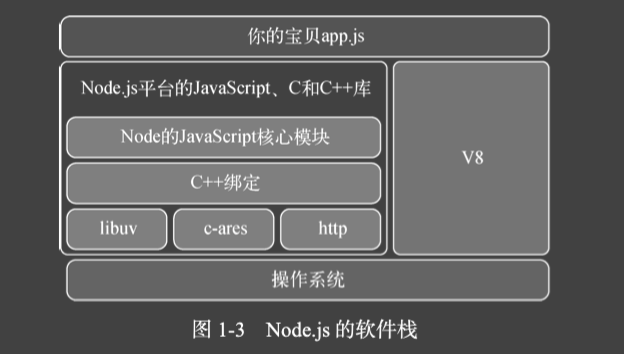 你的宝贝app.js
Node.js平台的JavaScript、C和C++库
Node的JavaScript核心模块
C++绑定
libuv
c-ares
http
V8
操作系统
图 1-3 Node.js 的软件栈